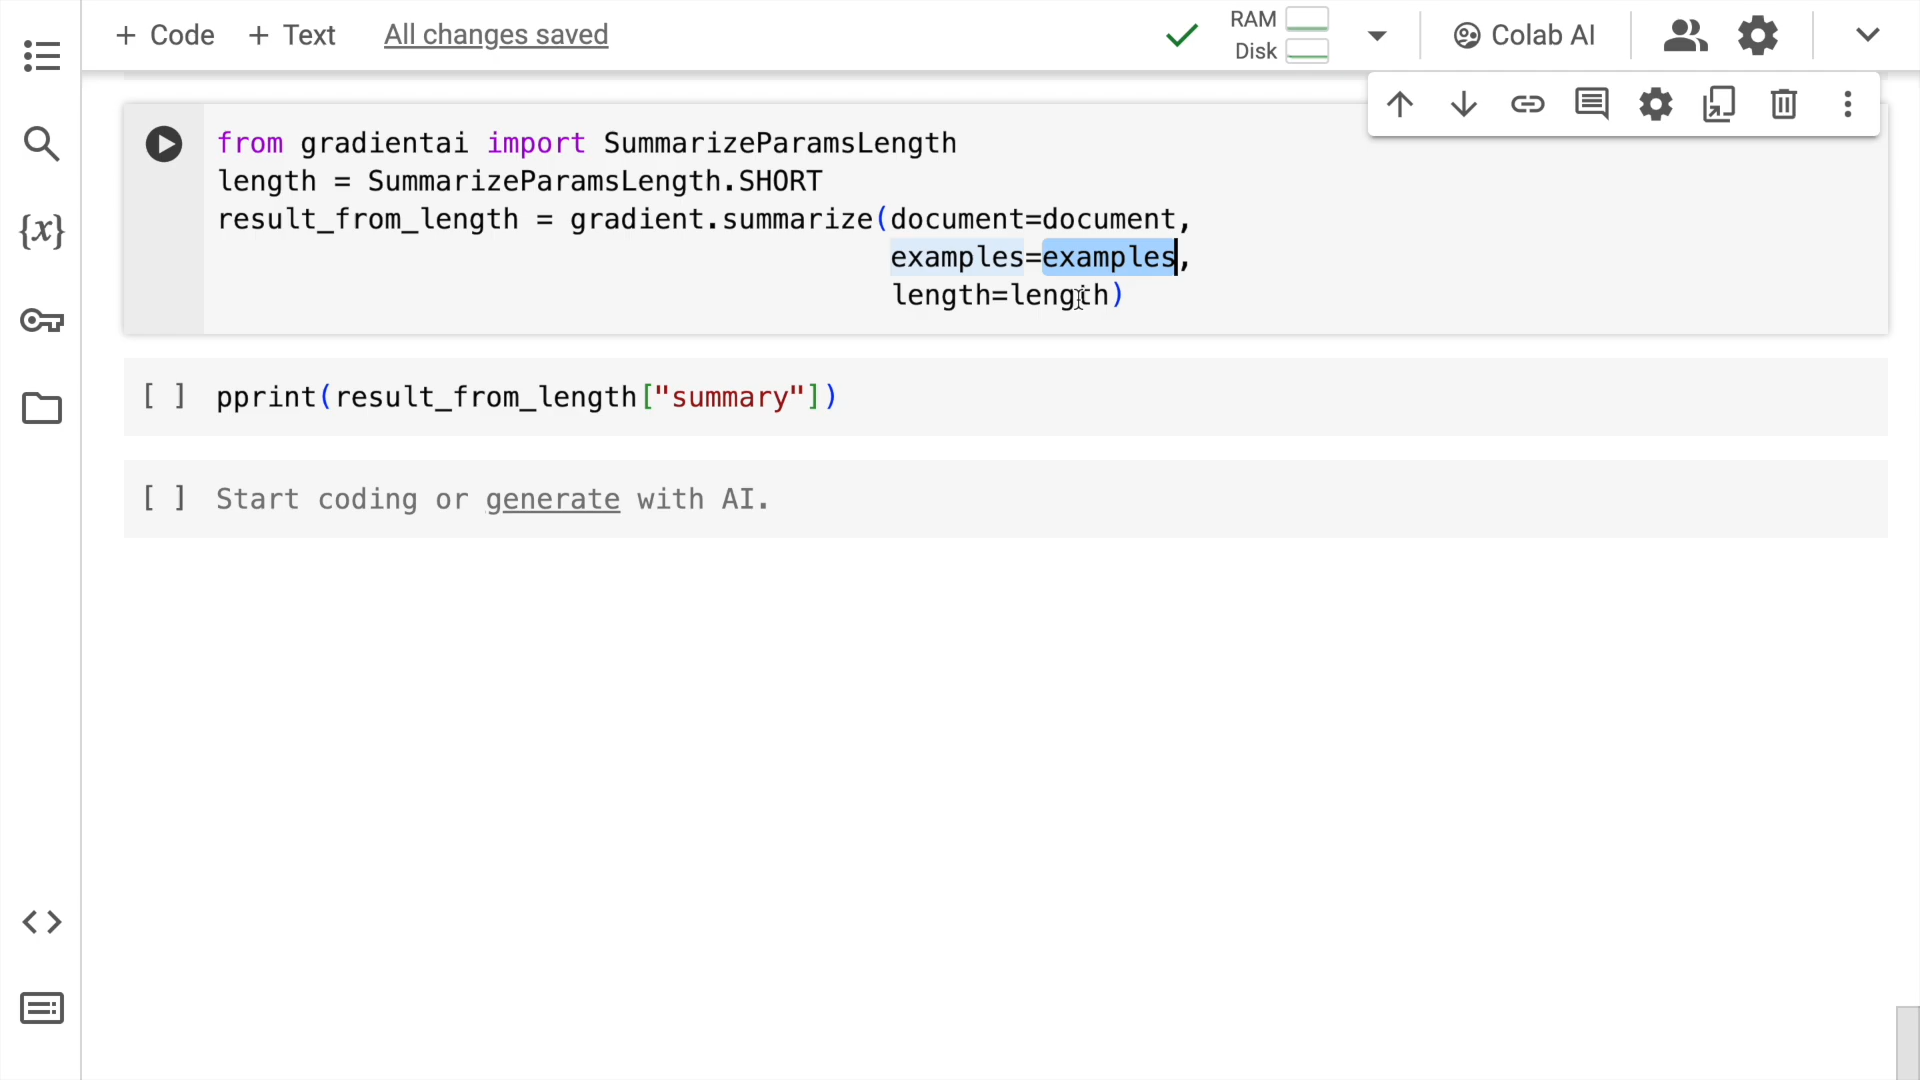 + Code + Text All changes saved RAM Disk Colab AI
from gradientai import SummarizeParamsLength
length = SummarizeParamsLength.SHORT
result_from_length = gradient.summarize(document=document,
examples=examples,
length=length)
[ ] pprint(result_from_length["summary"])
[ ] Start coding or generate with AI.
{x}